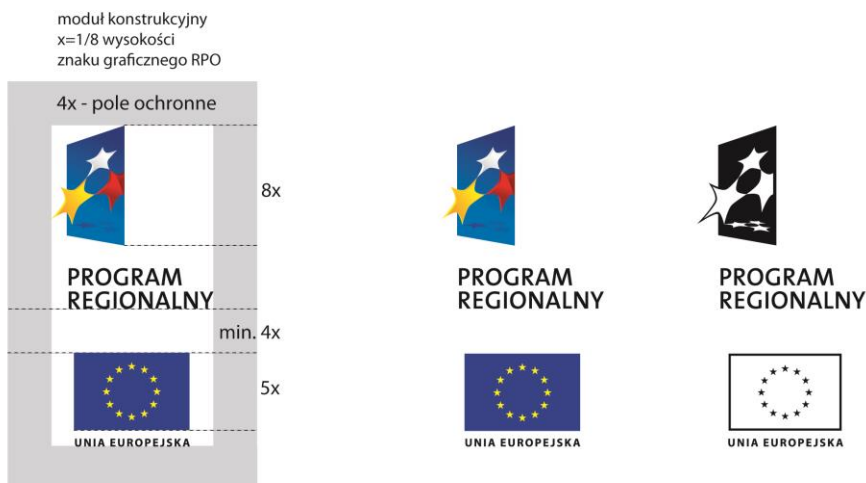 moduł konstrukcyjny
x=1/8 wysokości
znaku graficznego RPO
4x - pole ochronne
8x
PROGRAM
REGIONALNY
min. 4x
5x
UNIA EUROPEJSKA
PROGRAM
REGIONALNY
UNIA EUROPEJSKA
PROGRAM
REGIONALNY
UNIA EUROPEJSKA